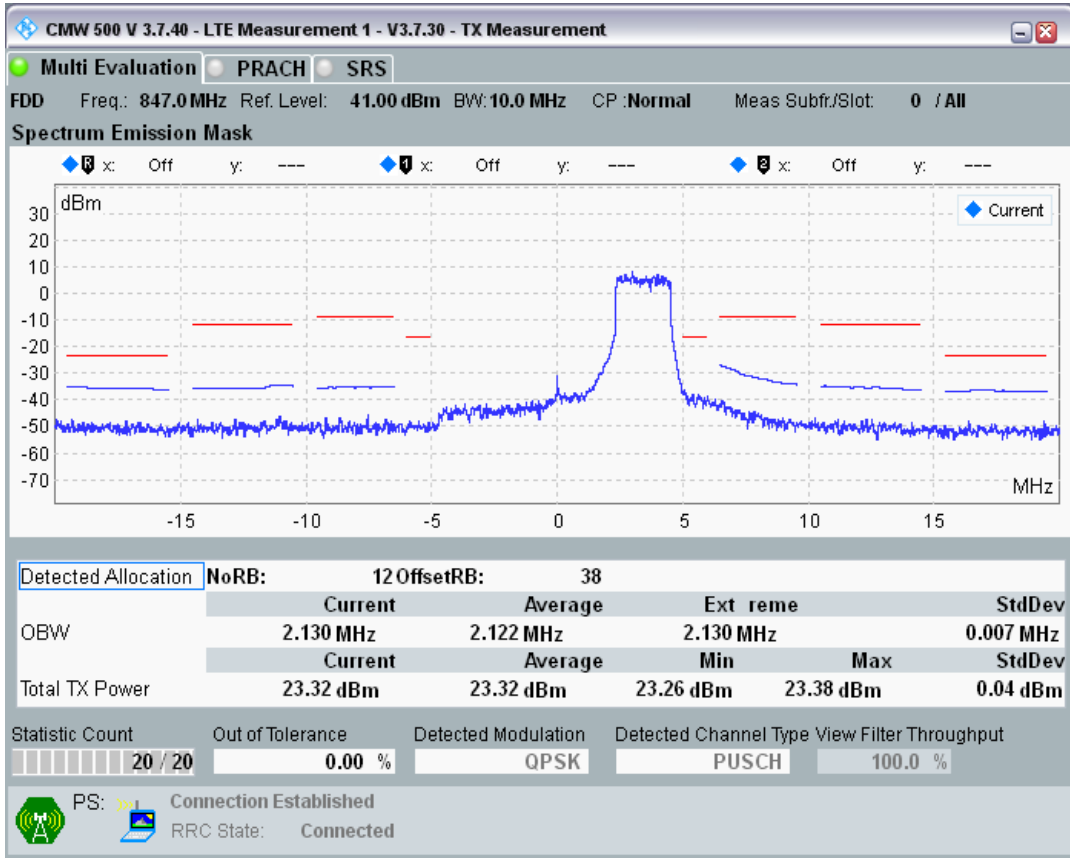 CMW 500 V 3.7.40 - LTE Measurement 1 - V3.7.30 - TX Measurement
Multi Evaluation PRACH SRS
FDD Freq.: 847.0 MHz Ref. Level: 41.00 dBm BW: 10.0 MHz CP :Normal Meas Subfr./Slot: 0 / All
Spectrum Emission Mask
R x: Off y: --- 1 x: Off y: --- 2 x: Off y: ---
dBm
Current
30
20
10
0
-10
-20
-30
-40
-50
-60
-70
MHz
-15 -10 -5 0 5 10 15
Detected Allocation NoRB: 12 OffsetRB: 38
Current Average Ext reme StdDev
OBW 2.130 MHz 2.122 MHz 2.130 MHz 0.007 MHz
Current Average Min Max StdDev
Total TX Power 23.32 dBm 23.32 dBm 23.26 dBm 23.38 dBm 0.04 dBm
Statistic Count Out of Tolerance Detected Modulation Detected Channel Type View Filter Throughput
20 / 20 0.00 % QPSK PUSCH 100.0 %
PS: Connection Established
RRC State: Connected